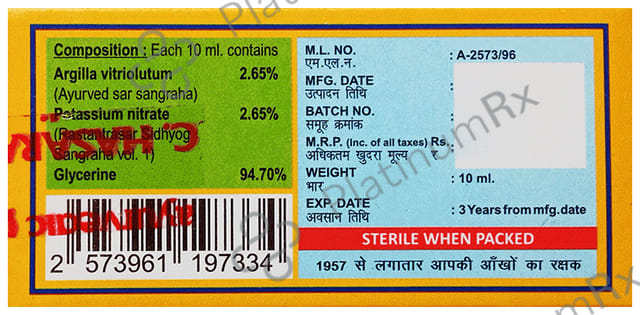 Composition : Each 10 ml. contains
Argilla vitriolutum 2.65%
(Ayurved sar sangraha)
Potassium nitrate 2.65%
(Rastantrasar Sidhyog
Sangraha vol. 1)
Glycerine 94.70%
2 573961 197334
M.L. NO. : A-2573/96
एम.एल.न.
MFG. DATE :
उत्पादन तिथि
BATCH NO. :
समूह क्रमांक
M.R.P. (Inc. of all taxes) Rs.
अधिकतम खुदरा मूल्य रु
WEIGHT : 10 ml.
भार
EXP. DATE : 3 Years from mfg. date
अवसान तिथि
STERILE WHEN PACKED
1957 से लगातार आपकी आँखों का रक्षक
PlatinumRx
PlatinumRx